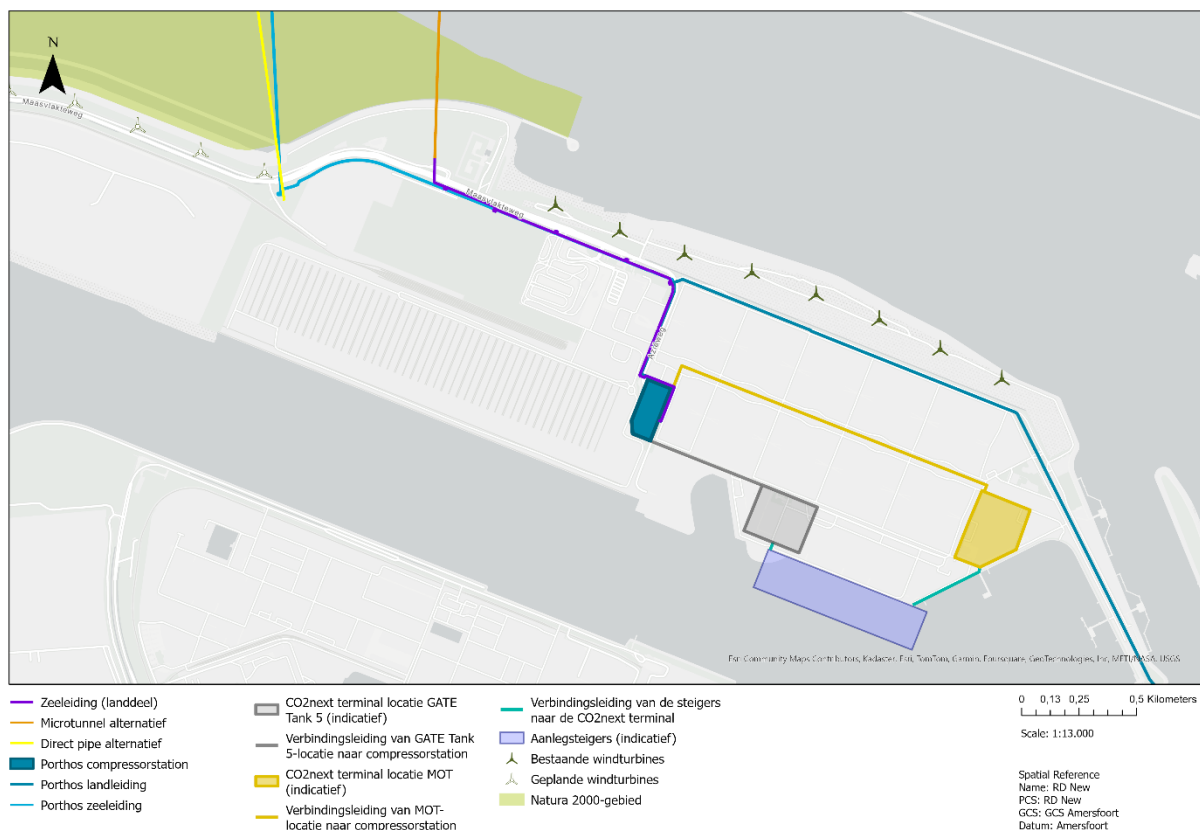 N
Maasvlakteweg
Maasvlakteweg
Azieweg
Esri Community Maps Contributors, Kadaster, Esri, TomTom, Garmin, Foursquare, GeoTechnologies, Inc, METI/NASA, USGS
Zeeleiding (landdeel)
Microtunnel alternatief
Direct pipe alternatief
Porthos compressorstation
Porthos landleiding
Porthos zeeleiding
CO2next terminal locatie GATE
Tank 5 (indicatief)
Verbindingsleiding van GATE Tank
5-locatie naar compressorstation
CO2next terminal locatie MOT
(indicatief)
Verbindingsleiding van MOT-
locatie naar compressorstation
Verbindingsleiding van de steigers
naar de CO2next terminal
Aanlegsteigers (indicatief)
Bestaande windturbines
Geplande windturbines
Natura 2000-gebied
0 0,13 0,25 0,5 Kilometers
Scale: 1:13.000
Spatial Reference
Name: RD New
PCS: RD New
GCS: GCS Amersfoort
Datum: Amersfoort